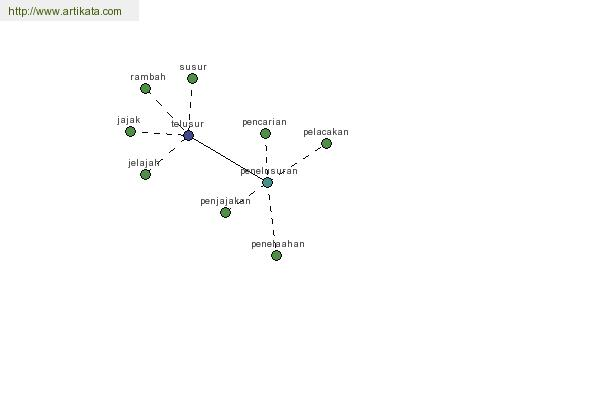 http://www.artikata.com
susur
rambah
jajak
telusur
pencarian
pelacakan
jelajah
penelusuran
penjajakan
penelaahan